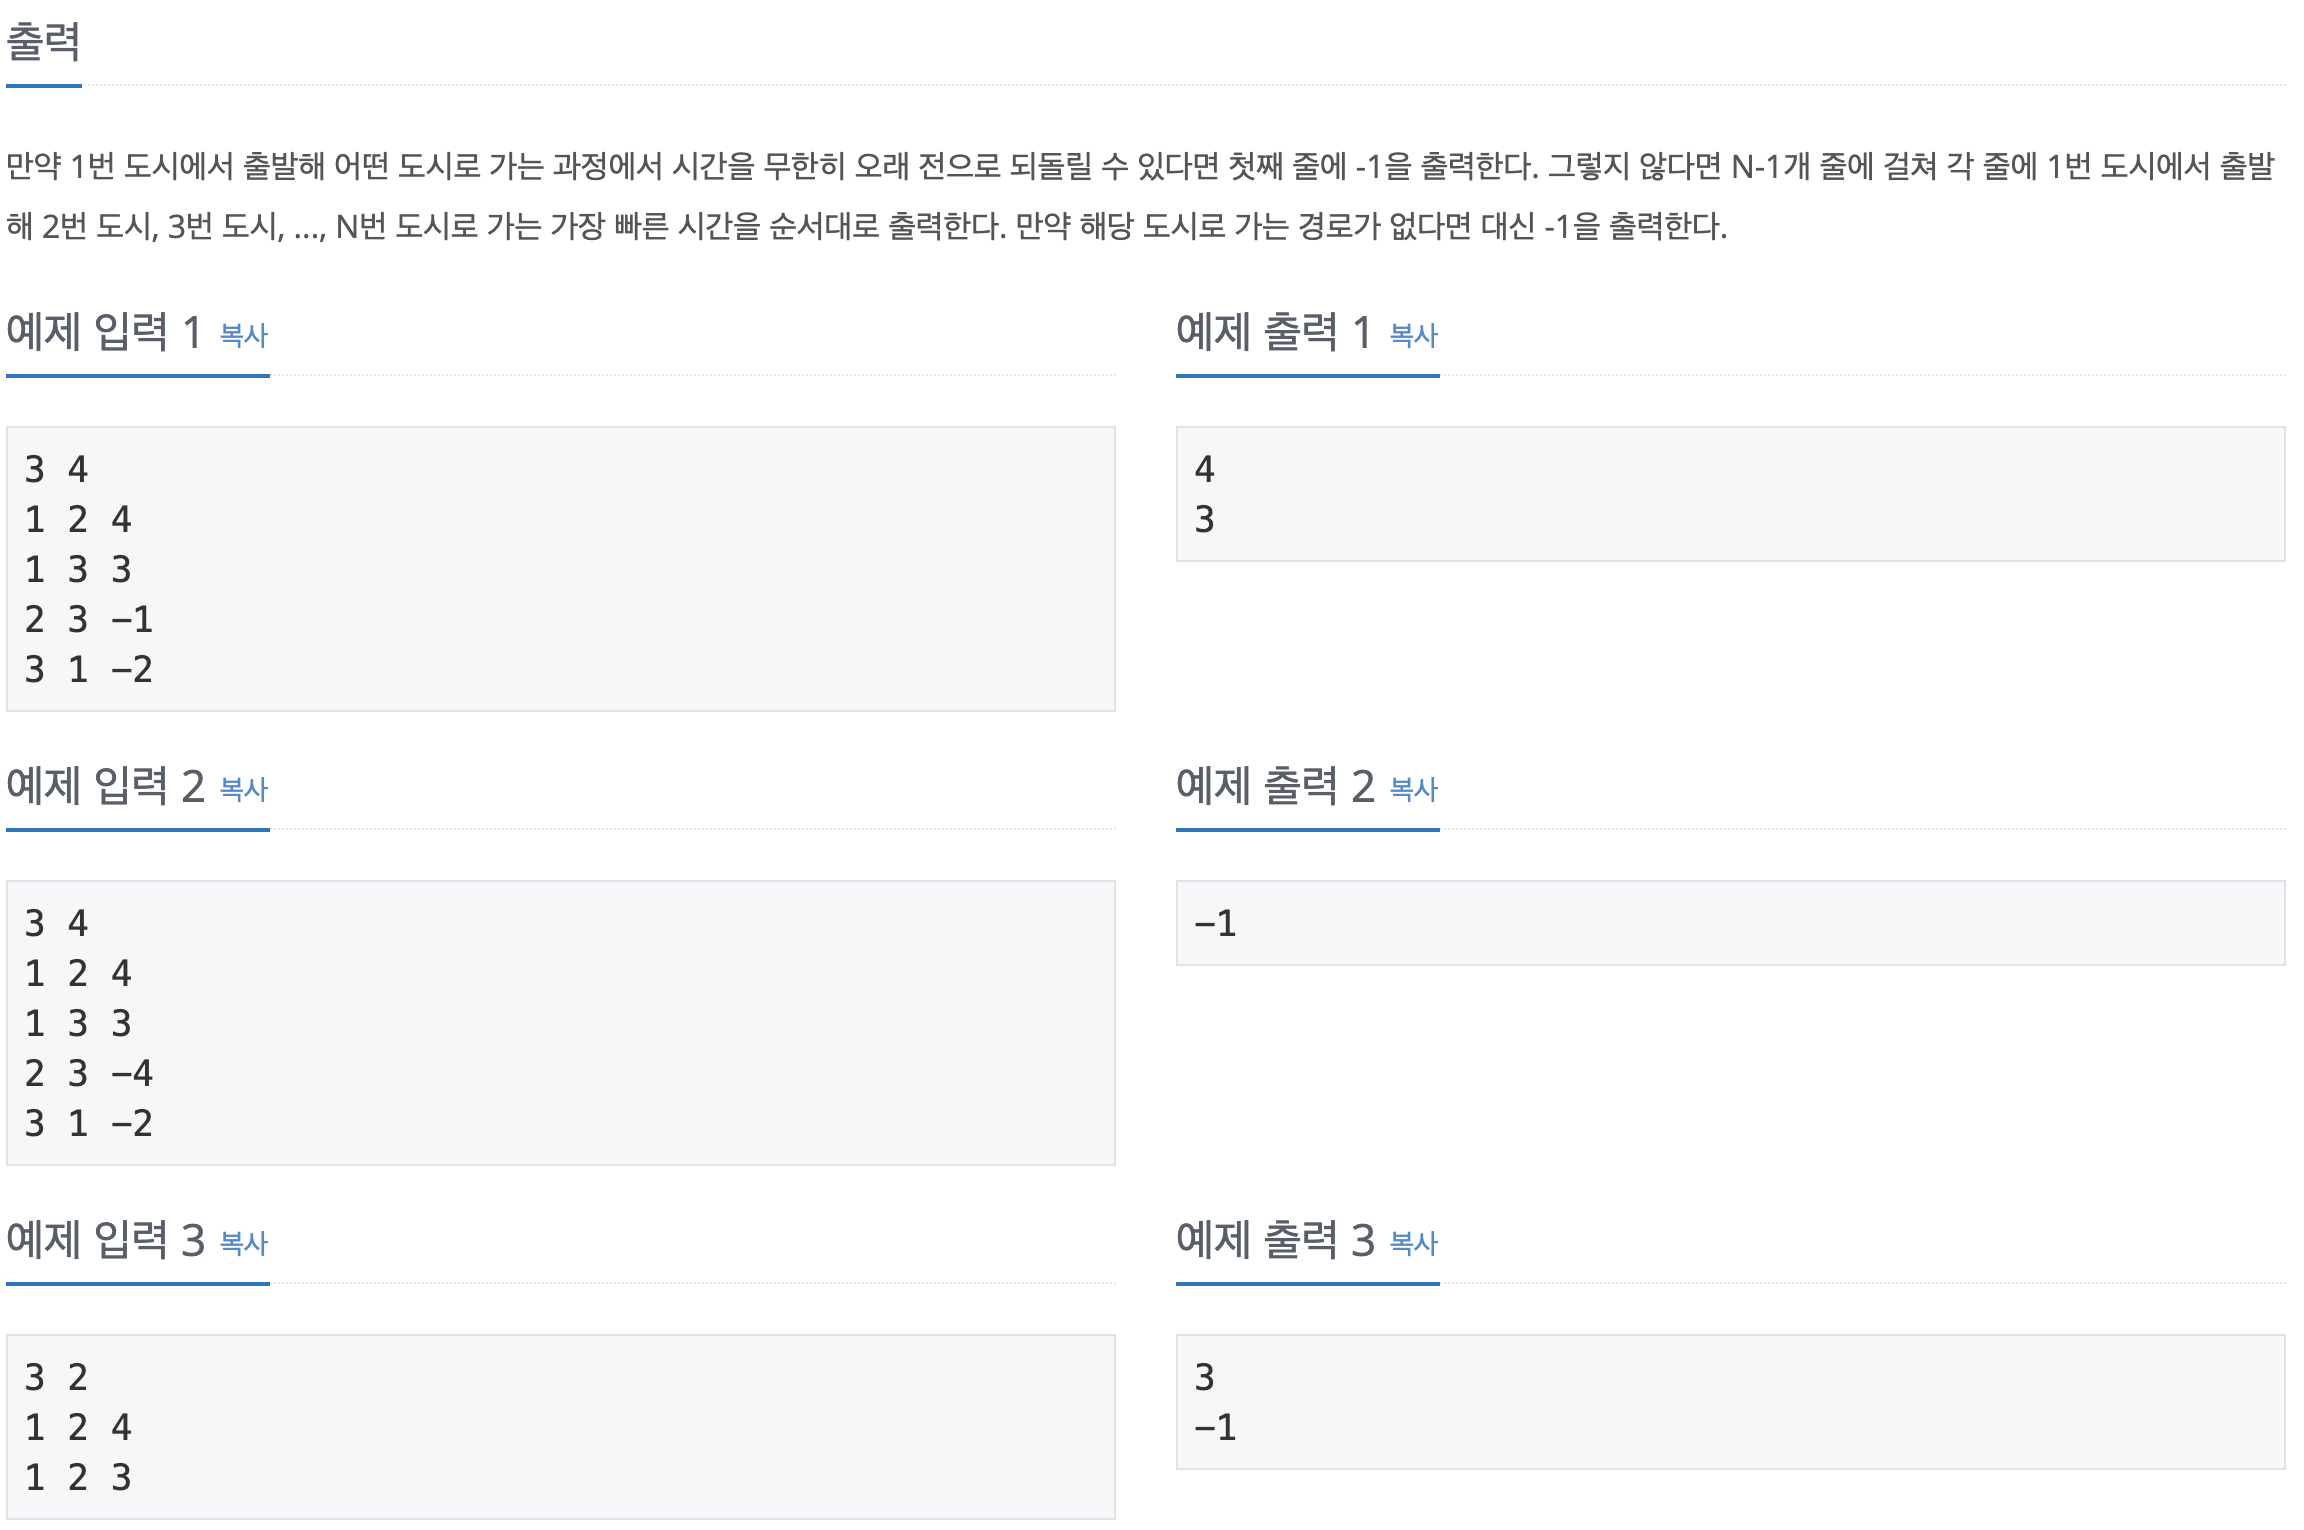 출력
만약 1번 도시에서 출발해 어떤 도시로 가는 과정에서 시간을 무한히 오래 전으로 되돌릴 수 있다면 첫째 줄에 -1을 출력한다. 그렇지 않다면 N-1개 줄에 걸쳐 각 줄에 1번 도시에서 출발
해 2번 도시, 3번 도시, ..., N번 도시로 가는 가장 빠른 시간을 순서대로 출력한다. 만약 해당 도시로 가는 경로가 없다면 대신 -1을 출력한다.
예제 입력 1 복사
3 4
1 2 4
1 3 3
2 3 -1
3 1 -2
예제 출력 1 복사
4
3
예제 입력 2 복사
3 4
1 2 4
1 3 3
2 3 -4
3 1 -2
예제 출력 2 복사
-1
예제 입력 3 복사
3 2
1 2 4
1 2 3
예제 출력 3 복사
3
-1